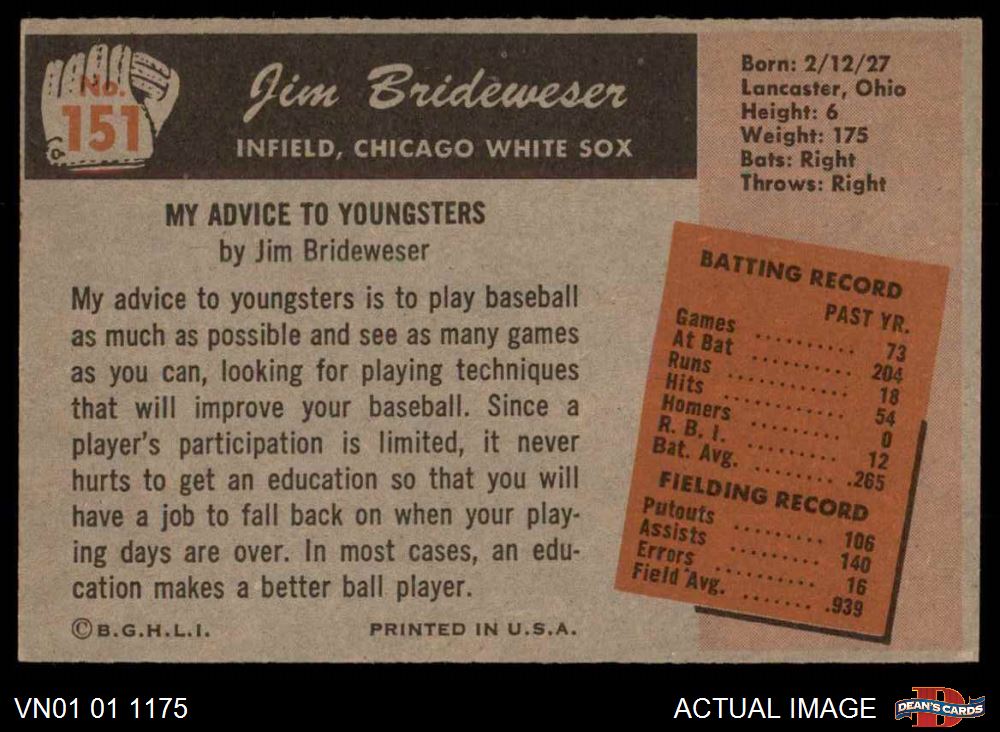 No.
151
Jim Brideweser
INFIELD, CHICAGO WHITE SOX
Born: 2/12/27
Lancaster, Ohio
Height: 6
Weight: 175
Bats: Right
Throws: Right
MY ADVICE TO YOUNGSTERS
by Jim Brideweser
My advice to youngsters is to play baseball
as much as possible and see as many games
as you can, looking for playing techniques
that will improve your baseball. Since a
player's participation is limited, it never
hurts to get an education so that you will
have a job to fall back on when your play-
ing days are over. In most cases, an edu-
cation makes a better ball player.
©B.G.H.L.I.
PRINTED IN U.S.A.
BATTING RECORD
PAST YR.
Games .......... 73
At Bat .......... 204
Runs .......... 18
Hits .......... 54
Homers .......... 0
R. B. I. .......... 12
Bat. Avg. ....... .265
FIELDING RECORD
Putouts ......... 106
Assists .......... 140
Errors .......... 16
Field Avg. ....... .939
VN01 01 1175
ACTUAL IMAGE
D
DEAN'S CARDS